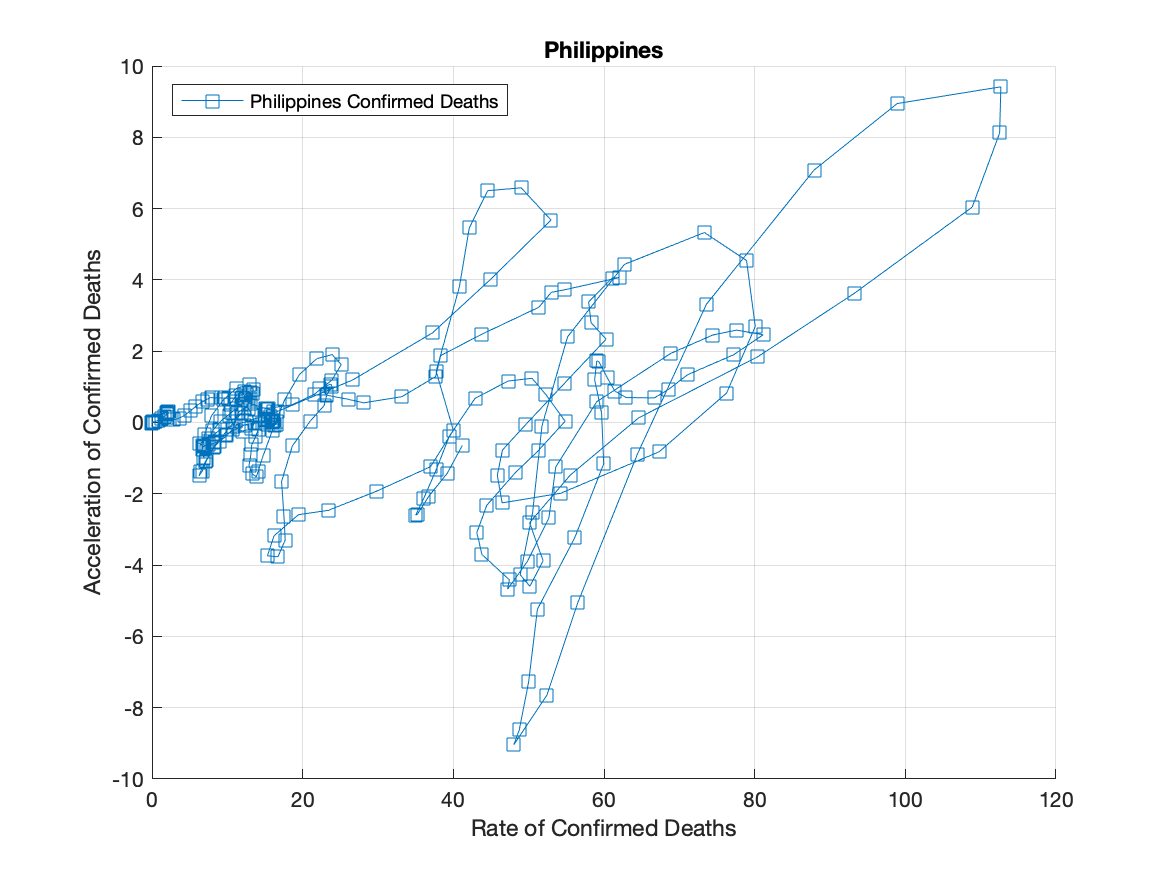 Philippines
Philippines Confirmed Deaths
10
8
6
4
2
0
-2
-4
-6
-8
-10
0 20 40 60 80 100 120
Acceleration of Confirmed Deaths
Rate of Confirmed Deaths